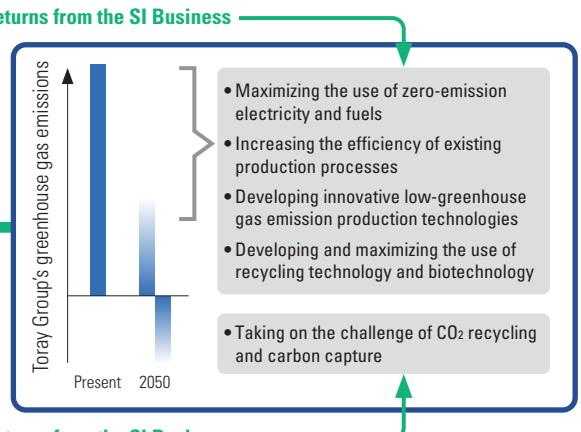 eturns from the SI Business
Toray Group's greenhouse gas emissions
• Maximizing the use of zero-emission
electricity and fuels
• Increasing the efficiency of existing
production processes
• Developing innovative low-greenhouse
gas emission production technologies
• Developing and maximizing the use of
recycling technology and biotechnology
• Taking on the challenge of CO₂ recycling
and carbon capture
Present 2050